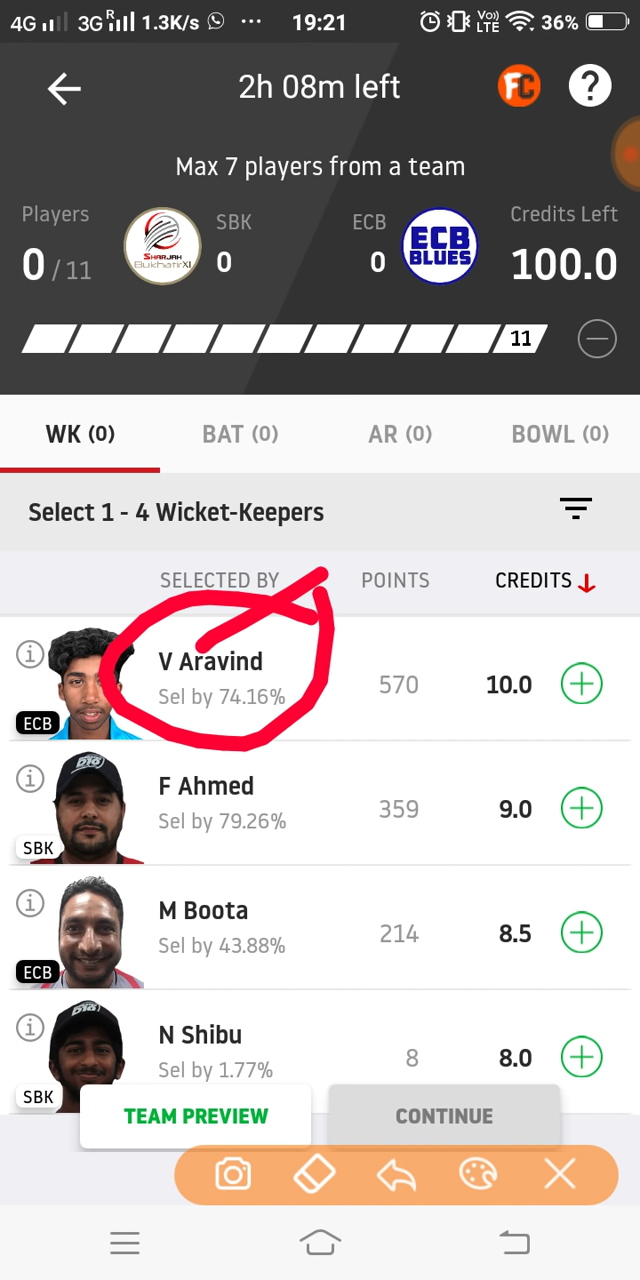 4G 3G R 1.3K/s ... 19:21 Vo) LTE 36%
2h 08m left FC ?
Max 7 players from a team
Players SBK ECB Credits Left
0 / 11 SHARJAH BukhatirXI 0 0 ECB BLUES 100.0
11
WK (0) BAT (0) AR (0) BOWL (0)
Select 1 - 4 Wicket-Keepers
SELECTED BY POINTS CREDITS
V Aravind
Sel by 74.16% 570 10.0
ECB
F Ahmed
Sel by 79.26% 359 9.0
SBK
M Boota
Sel by 43.88% 214 8.5
ECB
N Shibu
Sel by 1.77% 8 8.0
SBK
TEAM PREVIEW CONTINUE